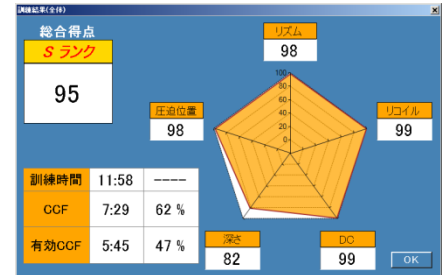 訓練結果(全体)
総合得点
S ランク
95
リズム
98
100
80
60
40
20
圧迫位置
98
リコイル
99
訓練時間 11:58 ----
CCF 7:29 62 %
有効CCF 5:45 47 %
深さ
82
DC
99
OK